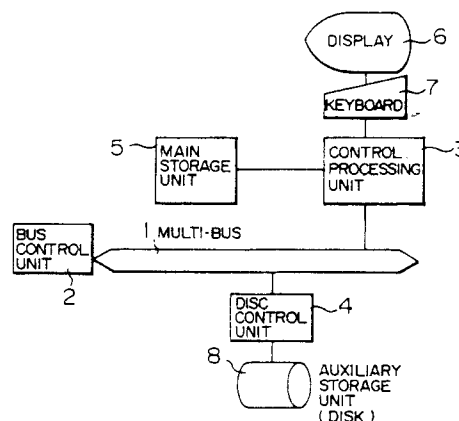 DISPLAY
6
KEYBOARD
7
5
MAIN
STORAGE
UNIT
CONTROL
PROCESSING
UNIT
3
1 MULTI-BUS
BUS
CONTROL
UNIT
2
DISC
CONTROL
UNIT
4
8
AUXILIARY
STORAGE
UNIT
(DISK)